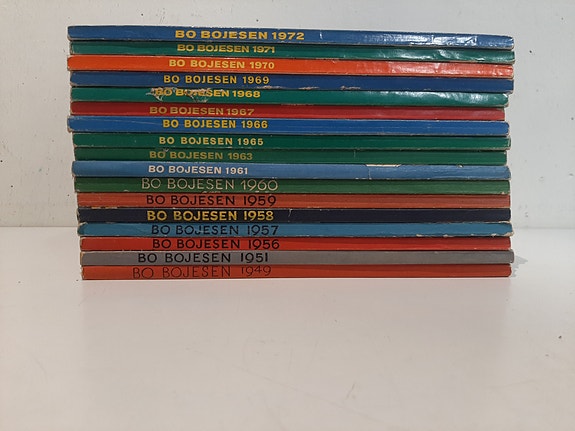 BO BOJESEN 1972
BO BOJESEN 1971
BO BOJESEN 1970
BO BOJESEN 1969
BO BOJESEN 1968
BO BOJESEN 1967
BO BOJESEN 1966
BO BOJESEN 1965
BO BOJESEN 1963
BO BOJESEN 1961
BO BOJESEN 1960
BO BOJESEN 1959
BO BOJESEN 1958
BO BOJESEN 1957
BO BOJESEN 1956
BO BOJESEN 1951
BO BOJESEN 1949